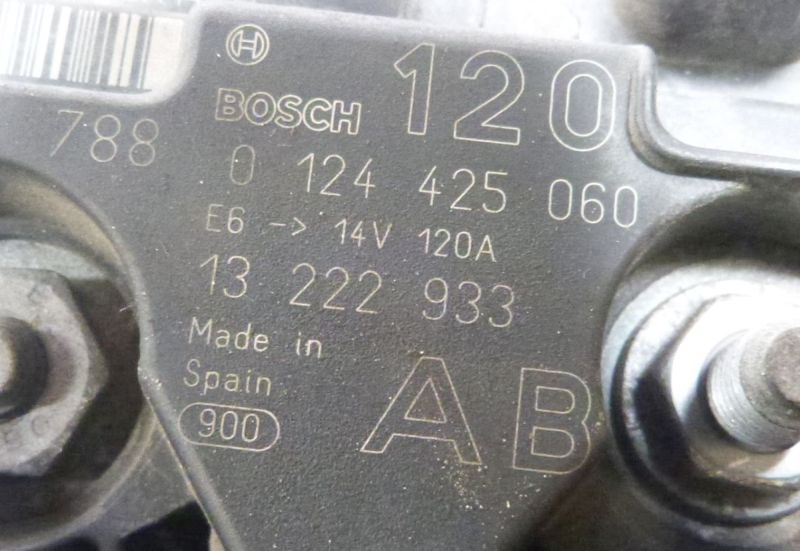 BOSCH 120
788
0 124 425 060
E6 -> 14V 120A
13 222 933
Made in
Spain
900
AB